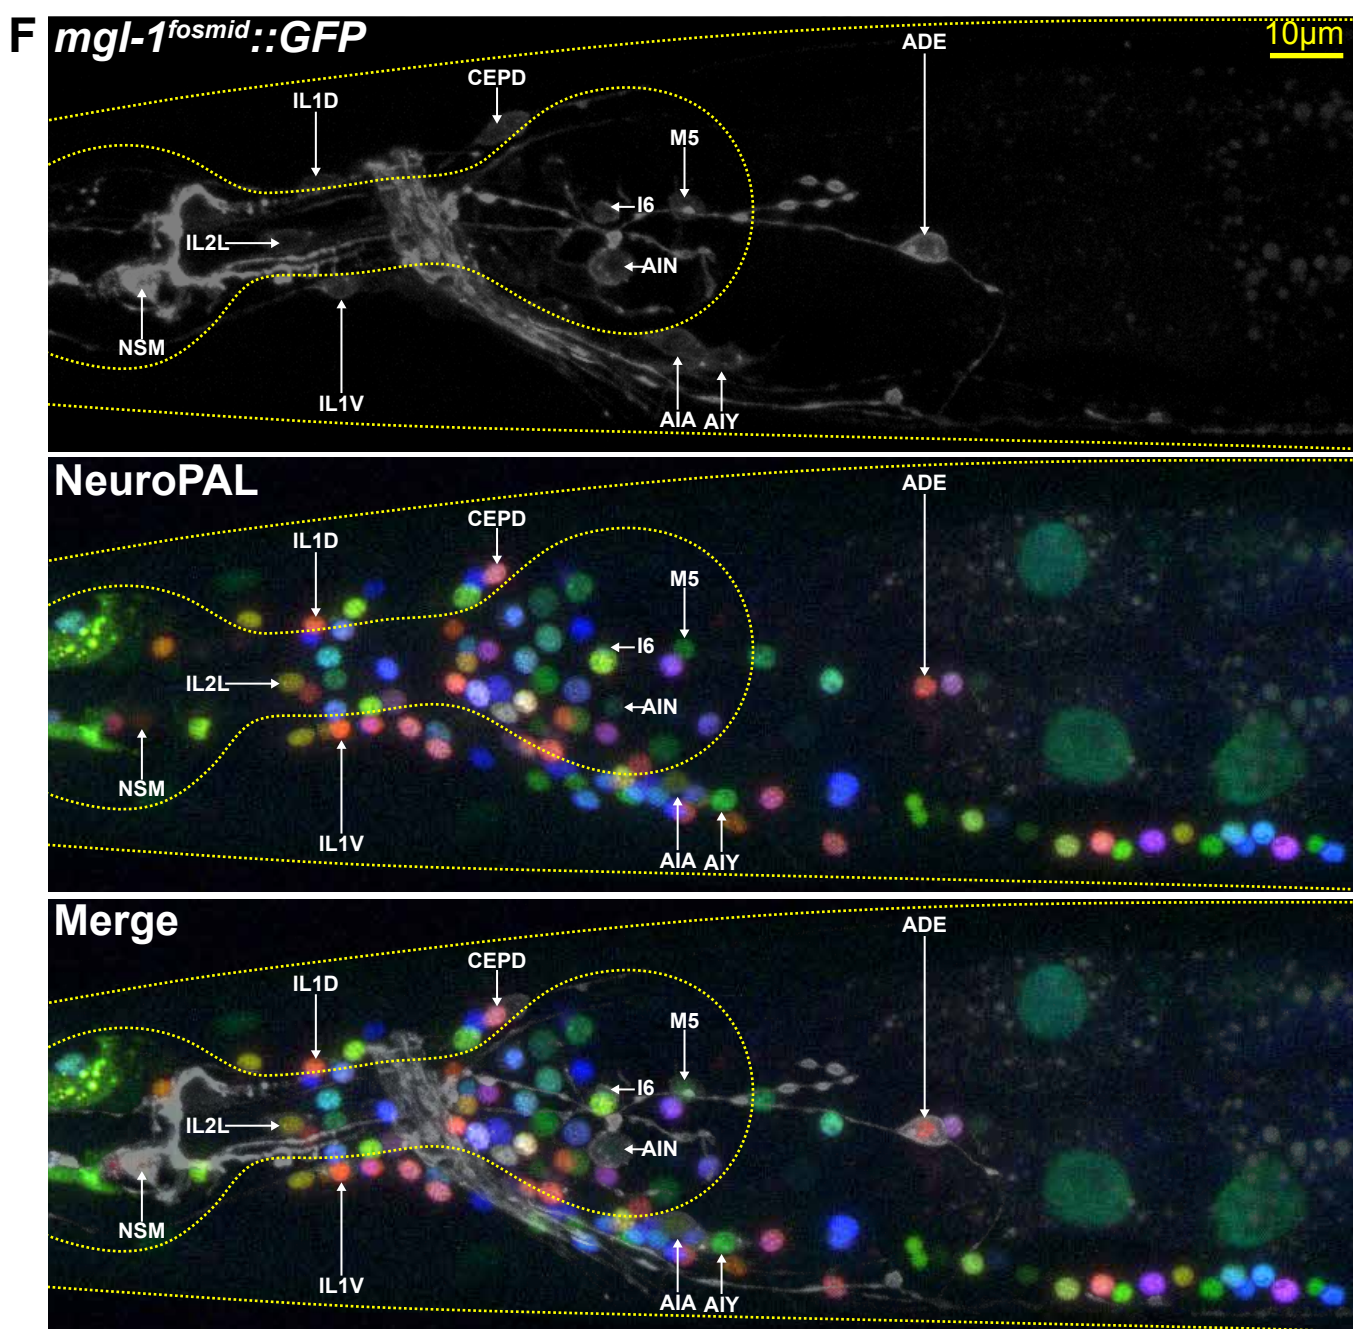 F mgl-1fosmid::GFP
10μm
ADE
CEPD
IL1D
M5
I6
IL2L
AIN
NSM
IL1V
AIA AIY
NeuroPAL
ADE
CEPD
IL1D
M5
I6
IL2L
AIN
NSM
IL1V
AIA AIY
Merge
ADE
CEPD
IL1D
M5
I6
IL2L
AIN
NSM
IL1V
AIA AIY